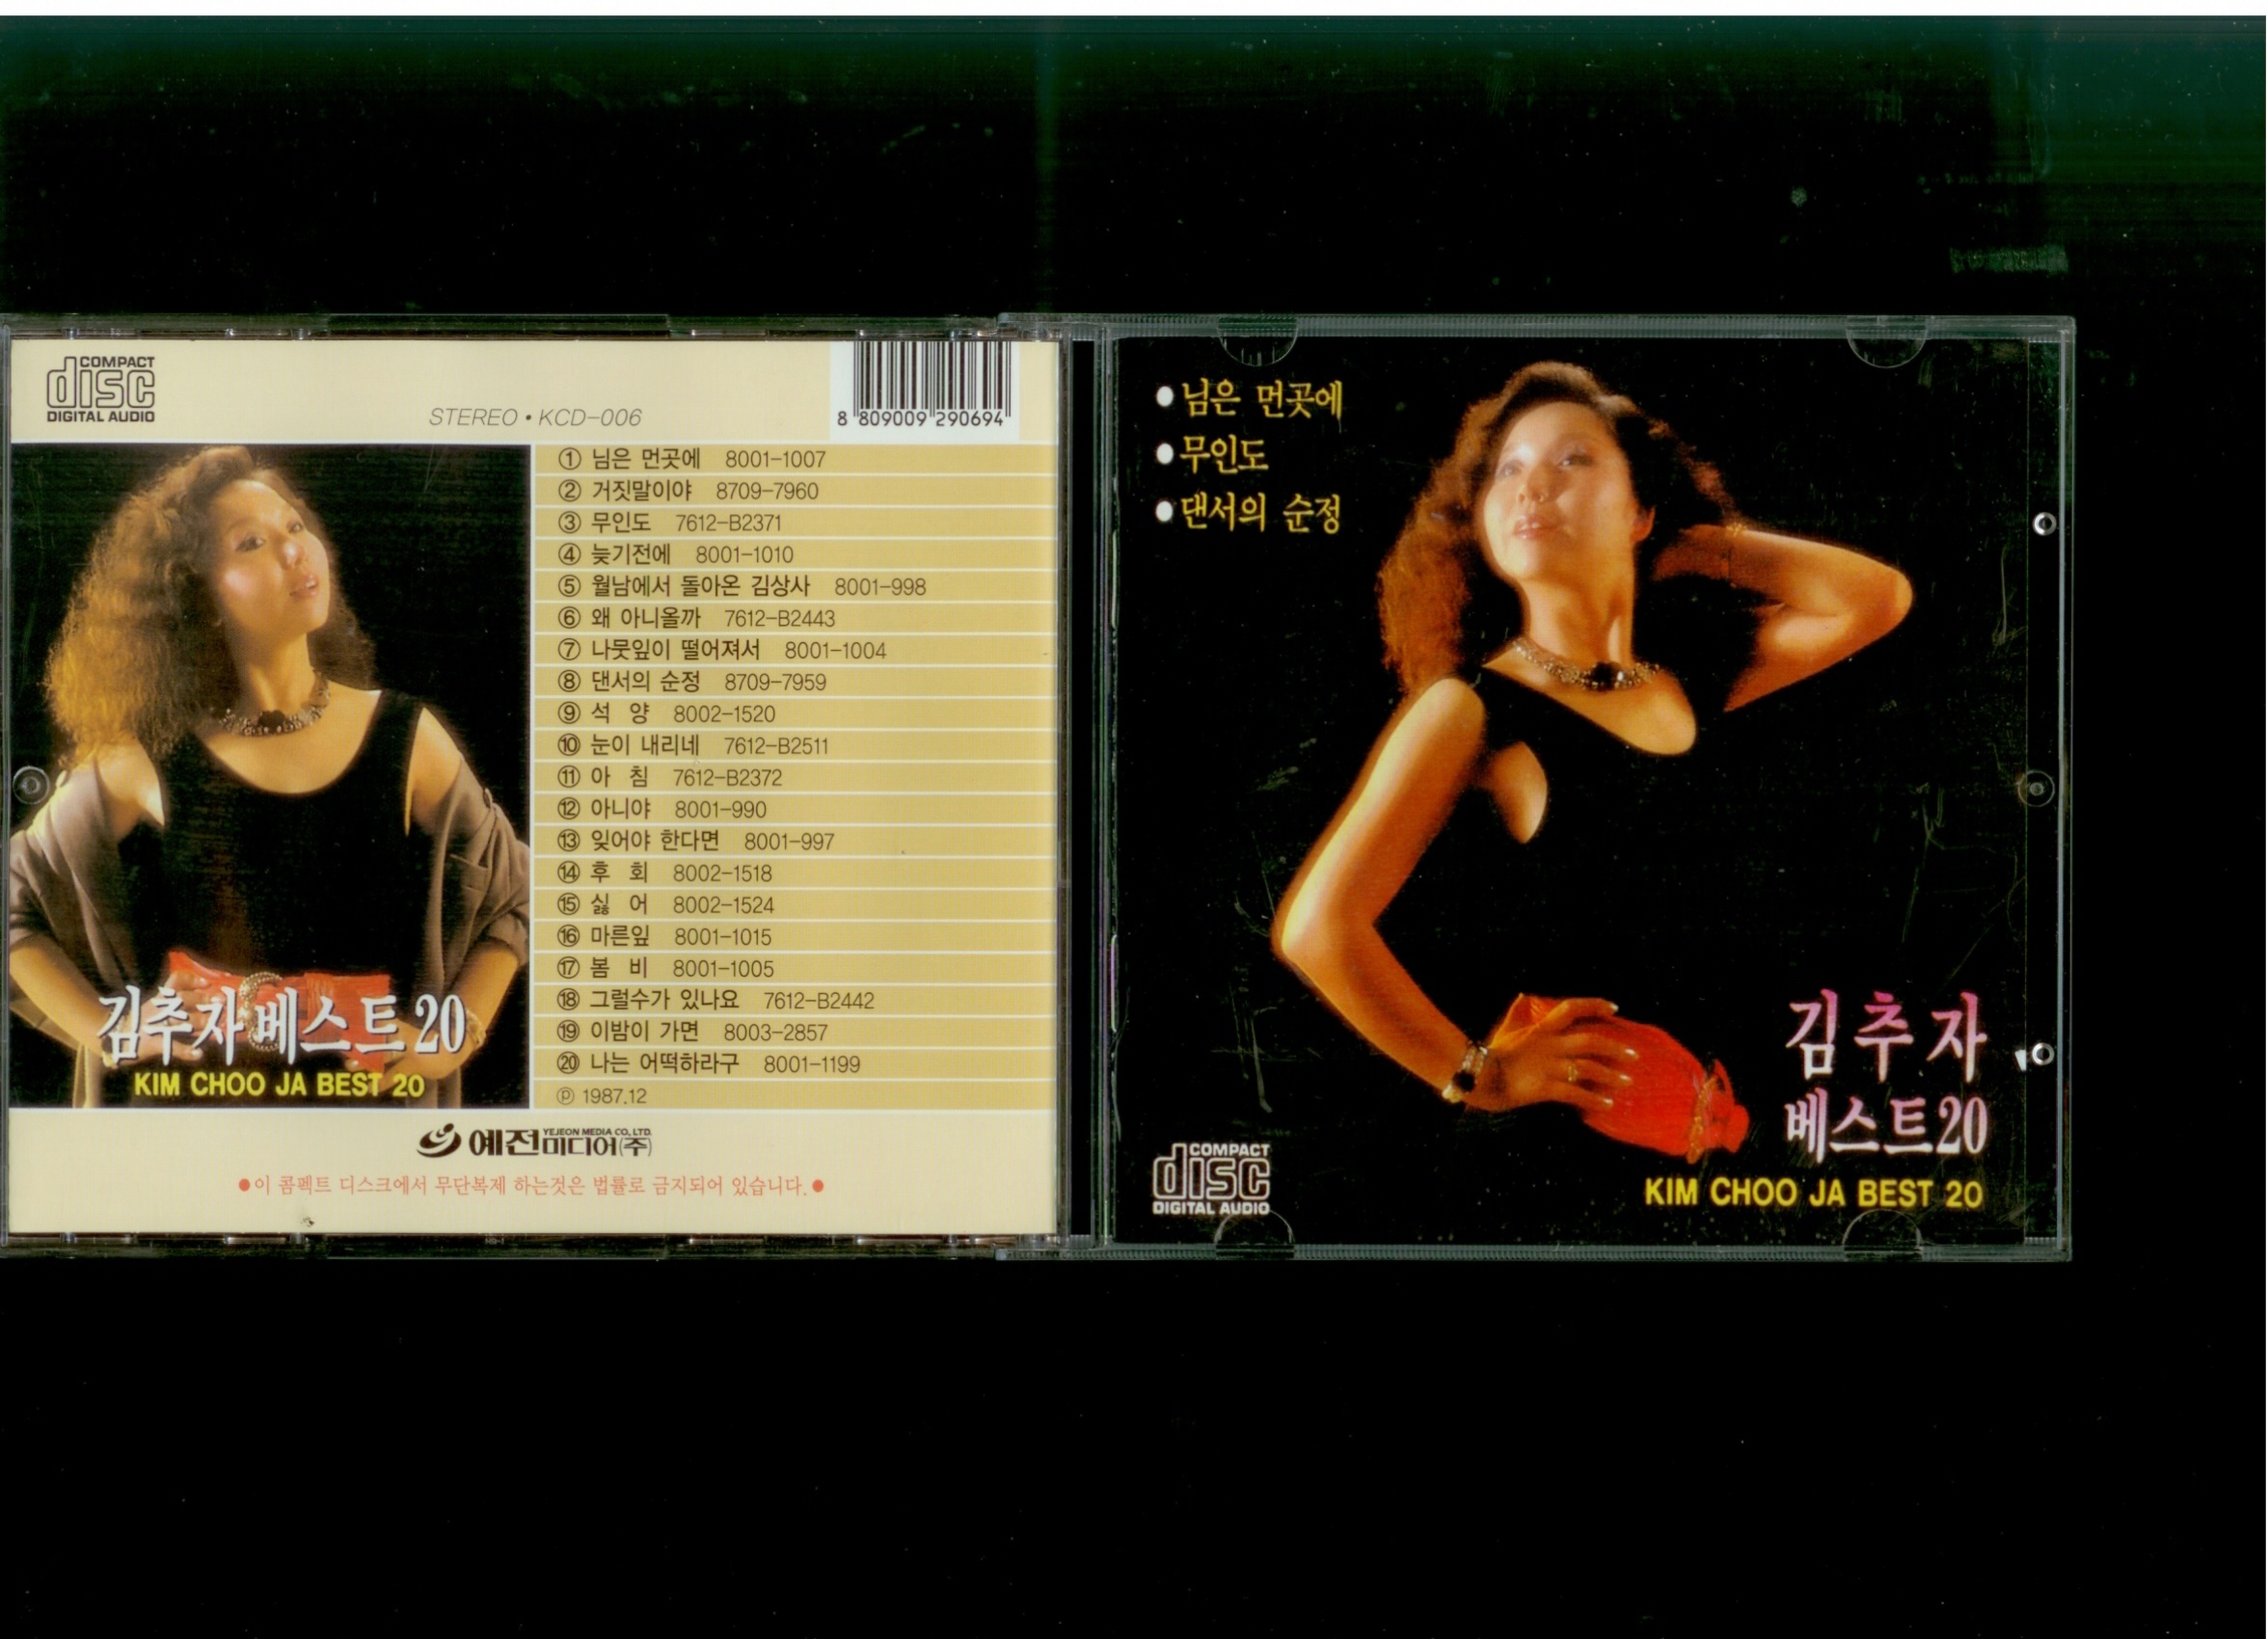 COMPACT
disc
DIGITAL AUDIO
STEREO • KCD-006
8 809009 290694
① 님은 먼곳에 8001-1007
② 거짓말이야 8709-7960
③ 무인도 7612-B2371
④ 늦기전에 8001-1010
⑤ 월남에서 돌아온 김상사 8001-998
⑥ 왜 아니올까 7612-B2443
⑦ 나뭇잎이 떨어져서 8001-1004
⑧ 댄서의 순정 8709-7959
⑨ 석 양 8002-1520
⑩ 눈이 내리네 7612-B2511
⑪ 아 침 7612-B2372
⑫ 아니야 8001-990
⑬ 잊어야 한다면 8001-997
⑭ 후 회 8002-1518
⑮ 싫 어 8002-1524
⑯ 마른잎 8001-1015
⑰ 봄 비 8001-1005
⑱ 그럴수가 있나요 7612-B2442
⑲ 이밤이 가면 8003-2857
⑳ 나는 어떡하라구 8001-1199
ⓟ 1987.12
김추자 베스트 20
KIM CHOO JA BEST 20
예전미디어(주)
YEJEON MEDIA CO., LTD.
●이 콤펙트 디스크에서 무단복제 하는것은 법률로 금지되어 있습니다.●
●님은 먼곳에
●무인도
●댄서의 순정
김추자
베스트20
KIM CHOO JA BEST 20
COMPACT
disc
DIGITAL AUDIO